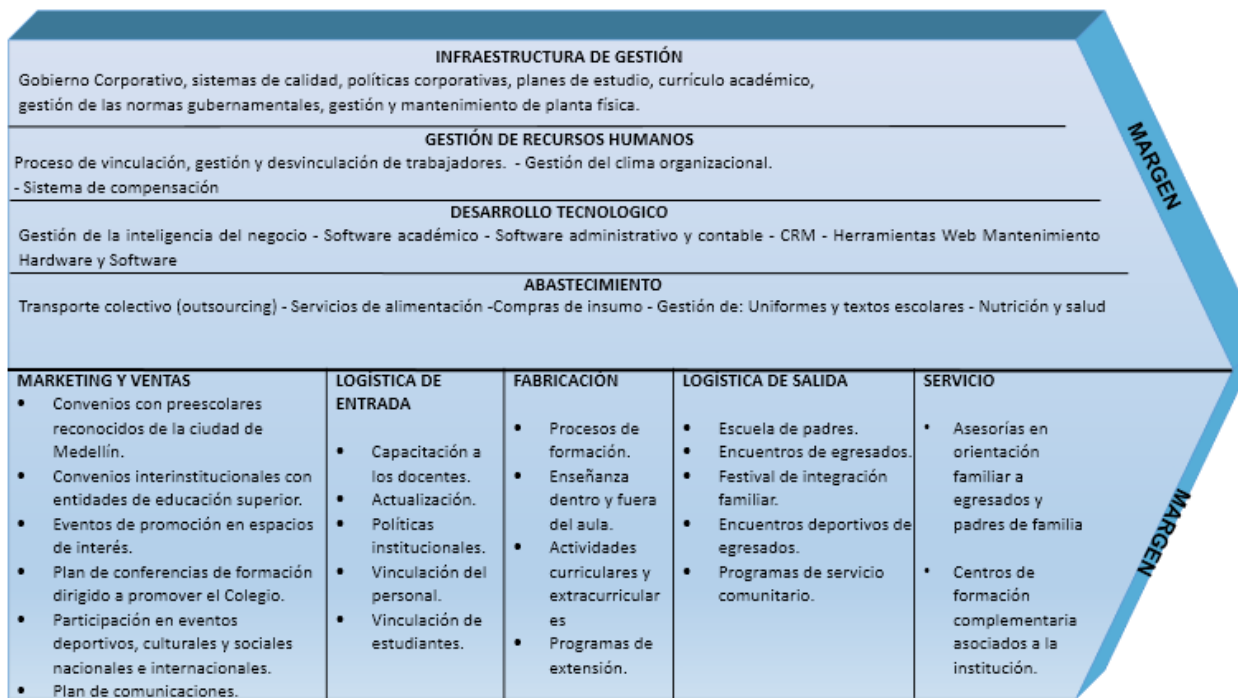 INFRAESTRUCTURA DE GESTIÓN
Gobierno Corporativo, sistemas de calidad, políticas corporativas, planes de estudio, currículo académico,
gestión de las normas gubernamentales, gestión y mantenimiento de planta física.
GESTIÓN DE RECURSOS HUMANOS
Proceso de vinculación, gestión y desvinculación de trabajadores. - Gestión del clima organizacional.
- Sistema de compensación
DESARROLLO TECNOLOGICO
Gestión de la inteligencia del negocio - Software académico - Software administrativo y contable - CRM - Herramientas Web Mantenimiento
Hardware y Software
ABASTECIMIENTO
Transporte colectivo (outsourcing) - Servicios de alimentación -Compras de insumo - Gestión de: Uniformes y textos escolares - Nutrición y salud
MARGEN
MARKETING Y VENTAS
• Convenios con preescolares
reconocidos de la ciudad de
Medellín.
• Convenios interinstitucionales con
entidades de educación superior.
• Eventos de promoción en espacios
de interés.
• Plan de conferencias de formación
dirigido a promover el Colegio.
• Participación en eventos
deportivos, culturales y sociales
nacionales e internacionales.
• Plan de comunicaciones.
LOGÍSTICA DE
ENTRADA
• Capacitación a
los docentes.
• Actualización.
• Políticas
institucionales.
• Vinculación del
personal.
• Vinculación de
estudiantes.
FABRICACIÓN
• Procesos de
formación.
• Enseñanza
dentro y fuera
del aula.
• Actividades
curriculares y
extracurricular
es
• Programas de
extensión.
LOGÍSTICA DE SALIDA
• Escuela de padres.
• Encuentros de egresados.
• Festival de integración
familiar.
• Encuentros deportivos de
egresados.
• Programas de servicio
comunitario.
SERVICIO
• Asesorías en
orientación
familiar a
egresados y
padres de familia
• Centros de
formación
complementaria
asociados a la
institución.
MARGEN